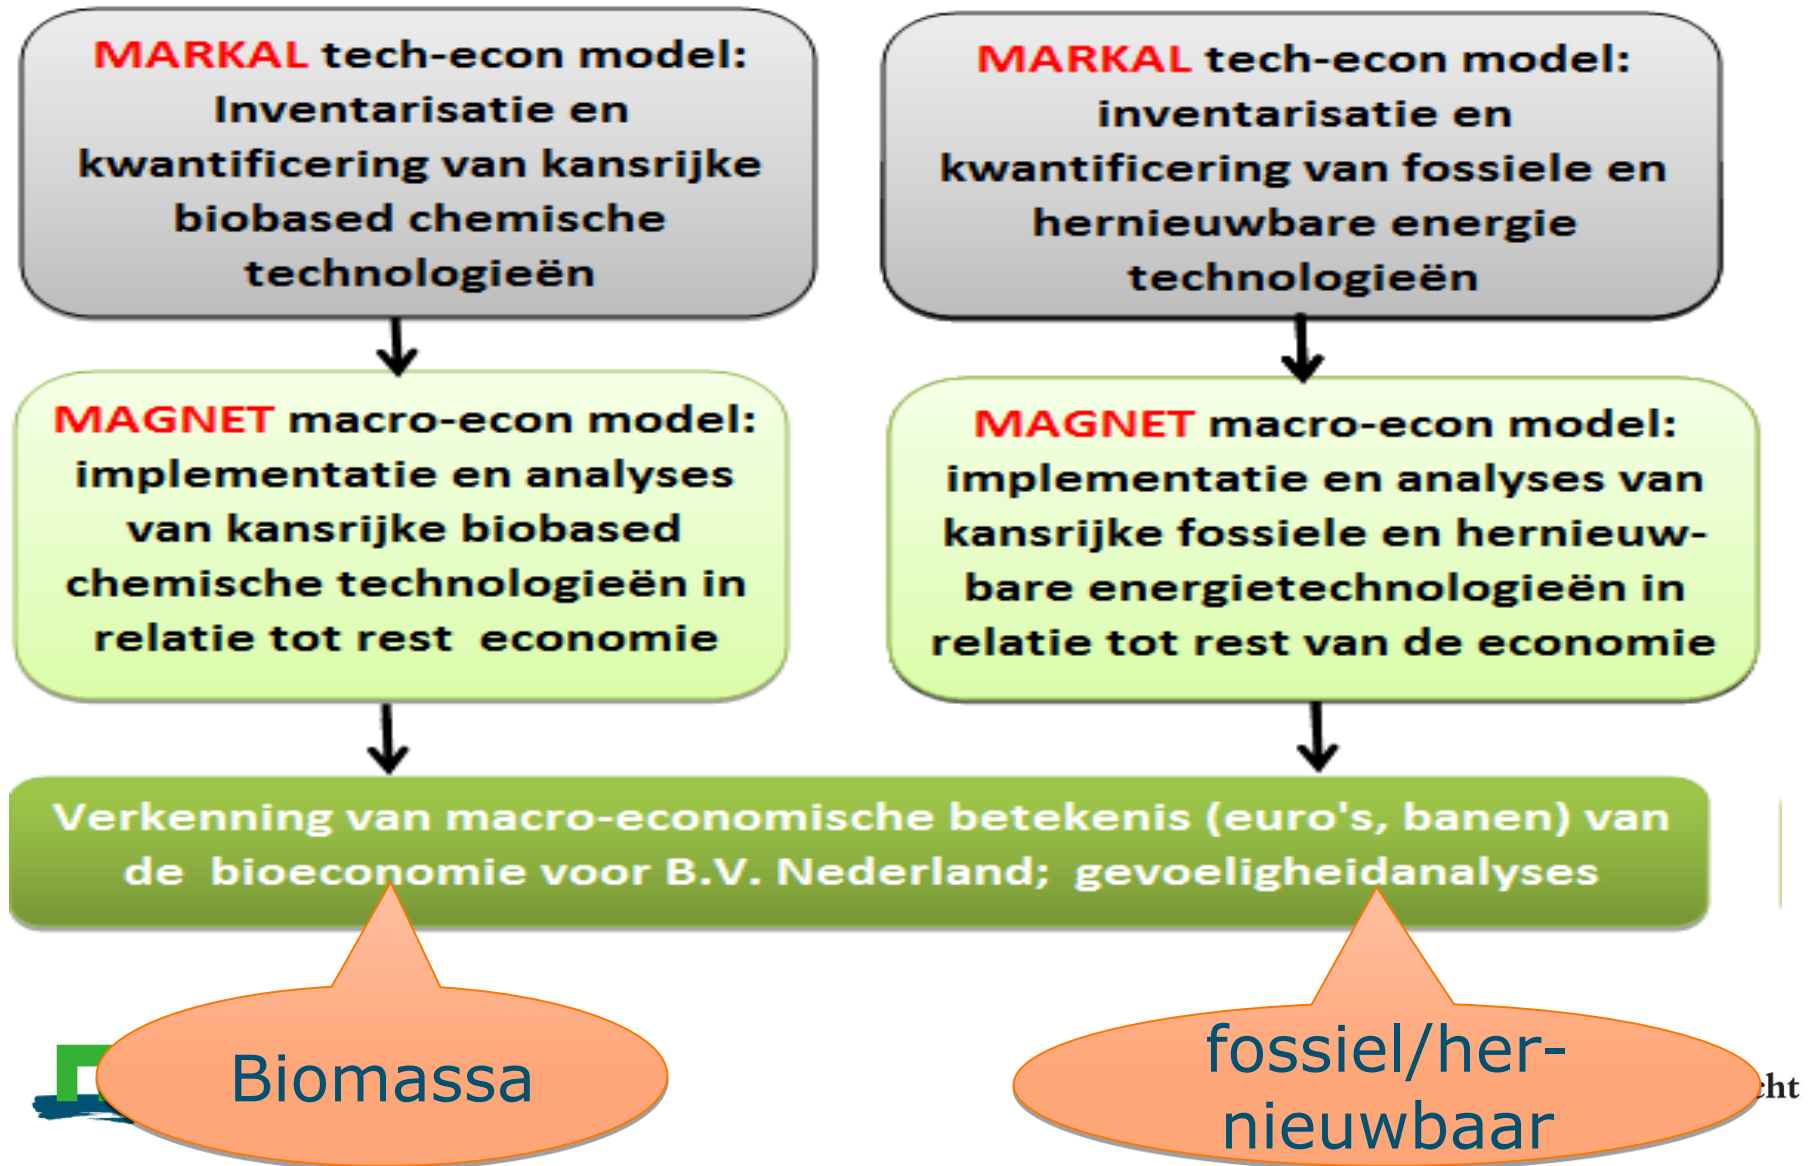 MARKAL tech-econ model:
Inventarisatie en
kwantificering van kansrijke
biobased chemische
technologieën
MARKAL tech-econ model:
inventarisatie en
kwantificering van fossiele en
hernieuwbare energie
technologieën
MAGNET macro-econ model:
implementatie en analyses
van kansrijke biobased
chemische technologieën in
relatie tot rest economie
MAGNET macro-econ model:
implementatie en analyses van
kansrijke fossiele en hernieuw-
bare energietechnologieën in
relatie tot rest van de economie
Verkenning van macro-economische betekenis (euro's, banen) van
de bioeconomie voor B.V. Nederland; gevoeligheidanalyses
Biomassa
fossiel/her-
nieuwbaar